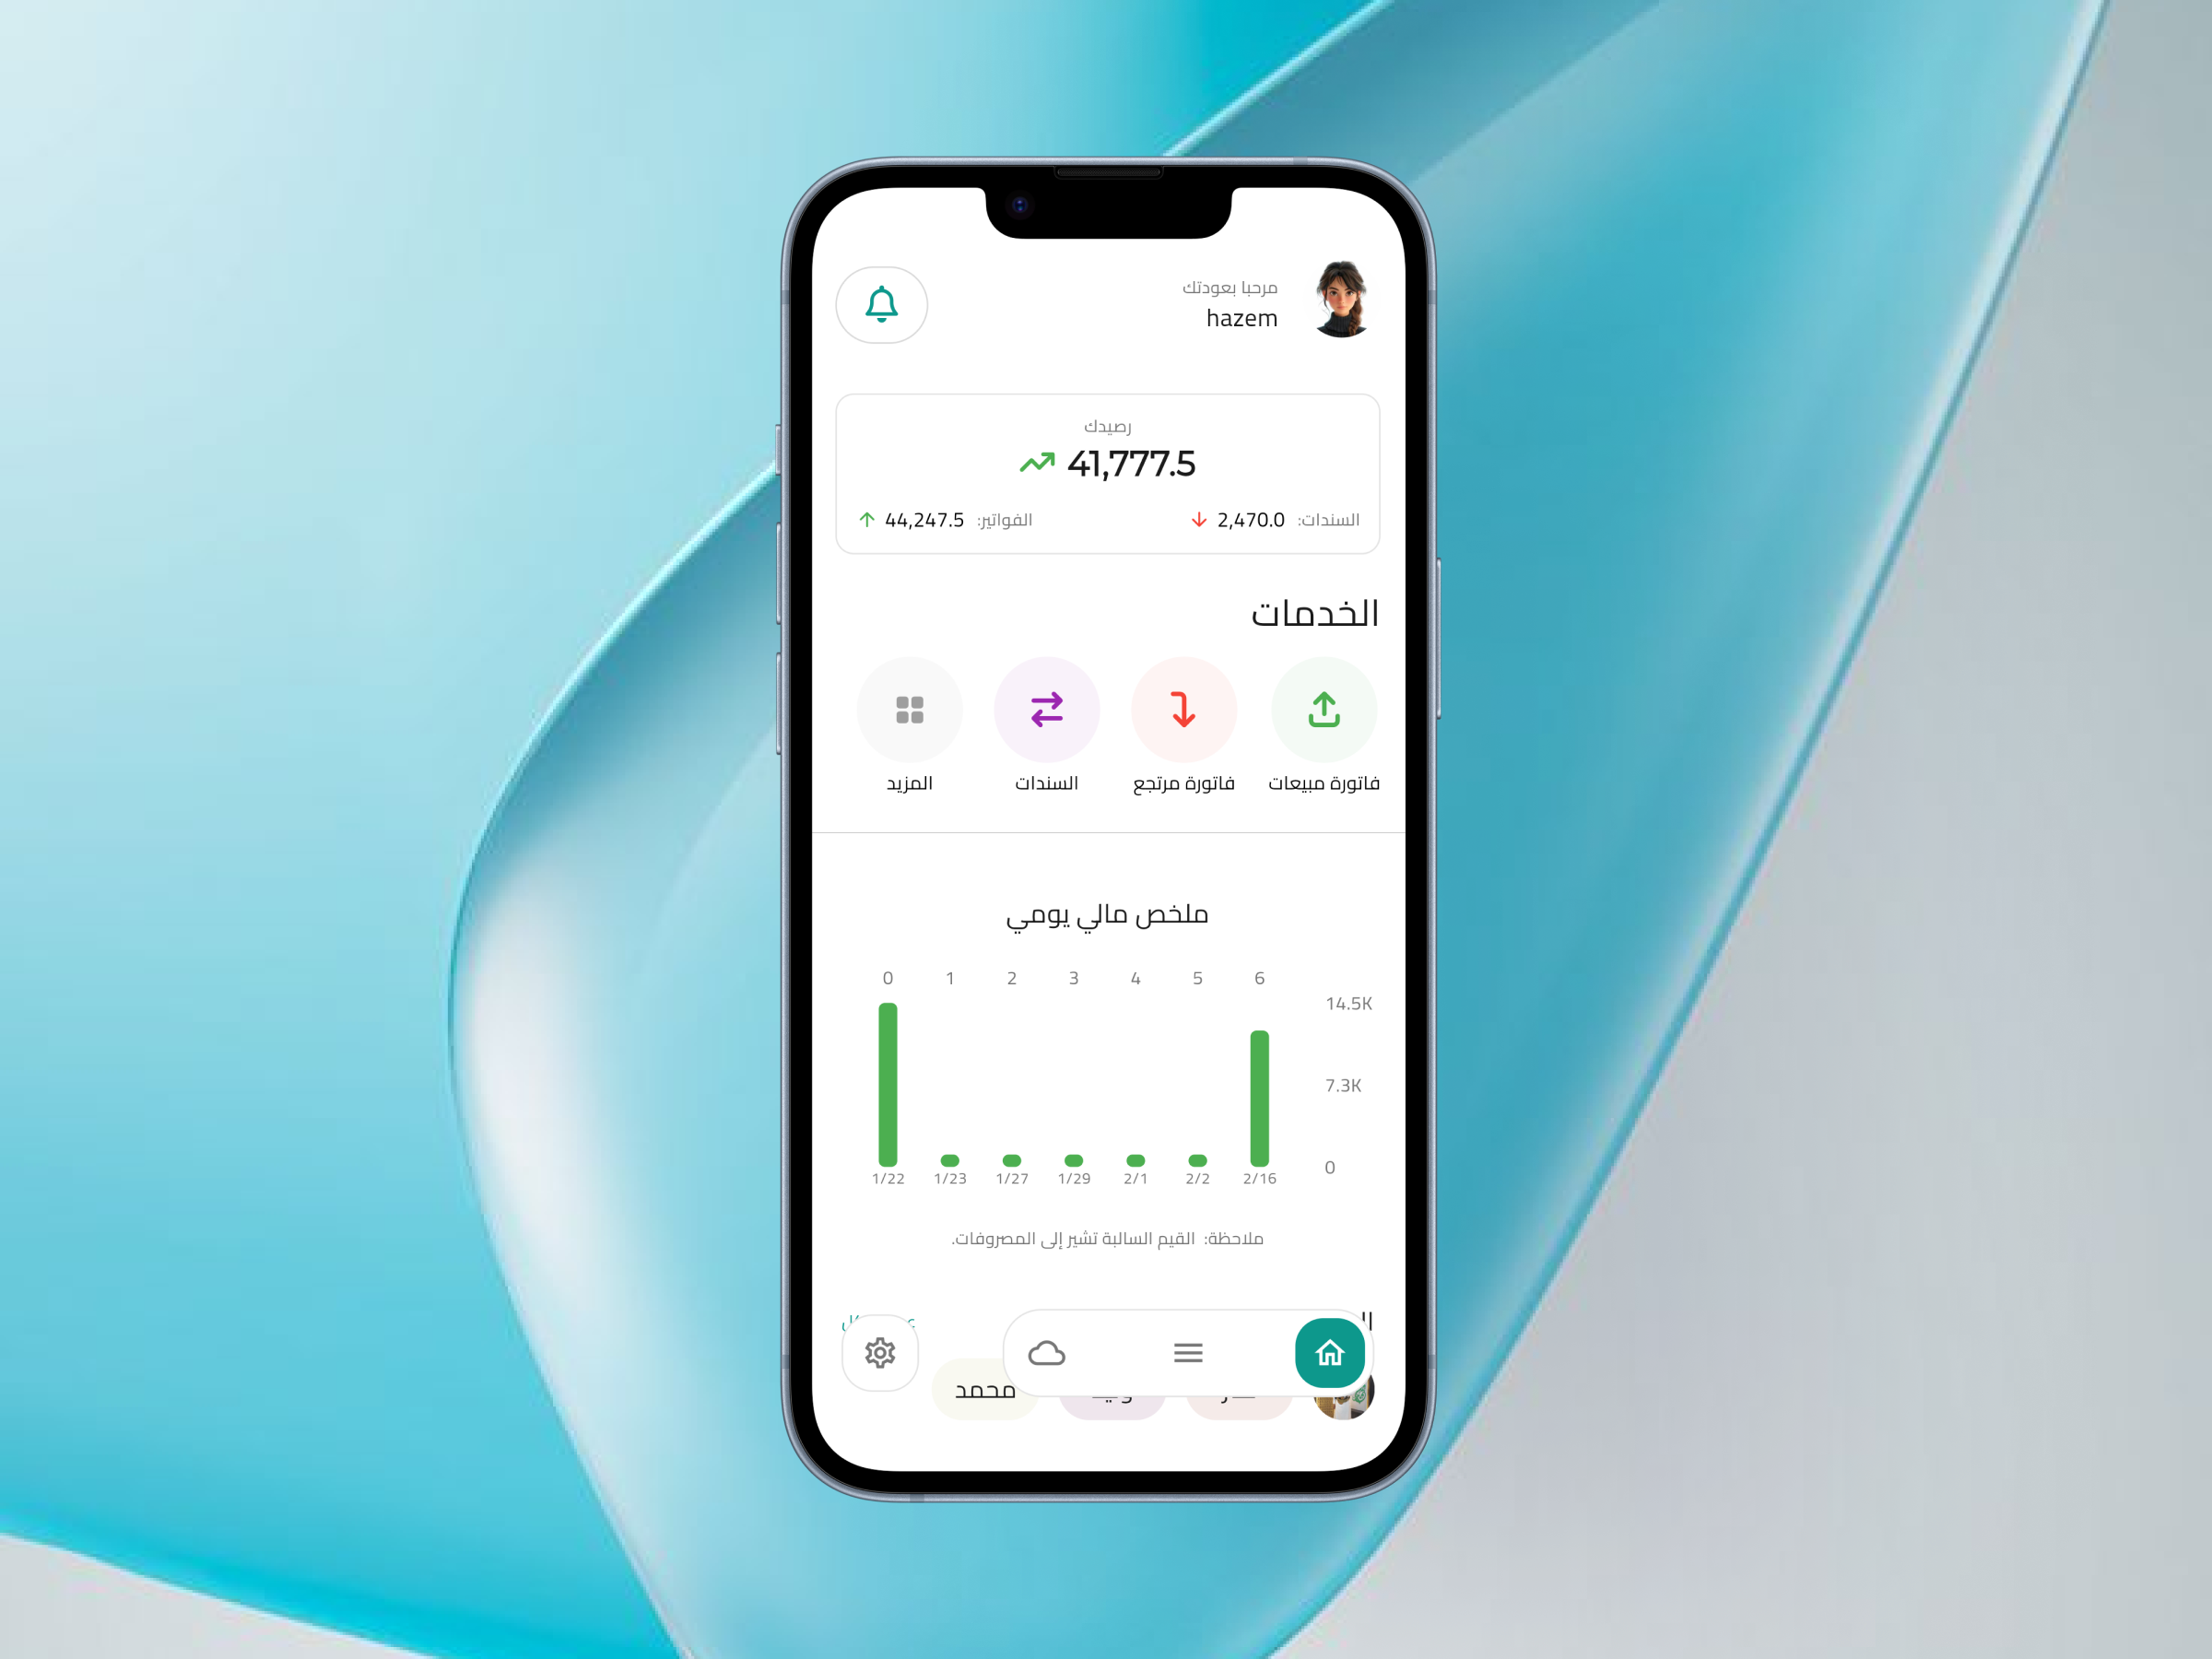 مرحبا بعودتك
hazem
رصيدك
41,777.5
السندات: 2,470.0
الفواتير: 44,247.5
الخدمات
فاتورة مبيعات
فاتورة مرتجع
السندات
المزيد
ملخص مالي يومي
0 1 2 3 4 5 6
14.5K
7.3K
0
1/22 1/23 1/27 1/29 2/1 2/2 2/16
ملاحظة: القيم السالبة تشير إلى المصروفات.
محمد